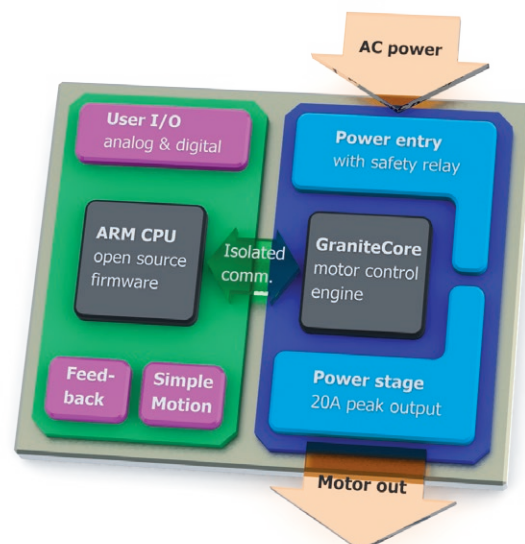 AC power
User I/O
analog & digital
Power entry
with safety relay
ARM CPU
open source
firmware
Isolated
comm.
GraniteCore
motor control
engine
Feed-
back
Simple
Motion
Power stage
20A peak output
Motor out